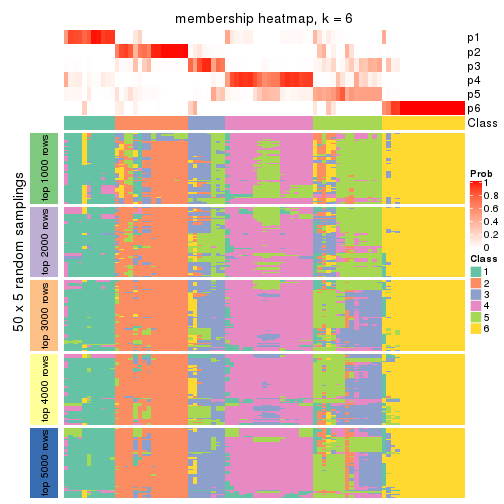 membership heatmap, k = 6
p1
p2
p3
p4
p5
p6
Class
50 x 5 random samplings
top 1000 rows
top 2000 rows
top 3000 rows
top 4000 rows
top 5000 rows
Prob
1
0.8
0.6
0.4
0.2
0
Class
1
2
3
4
5
6